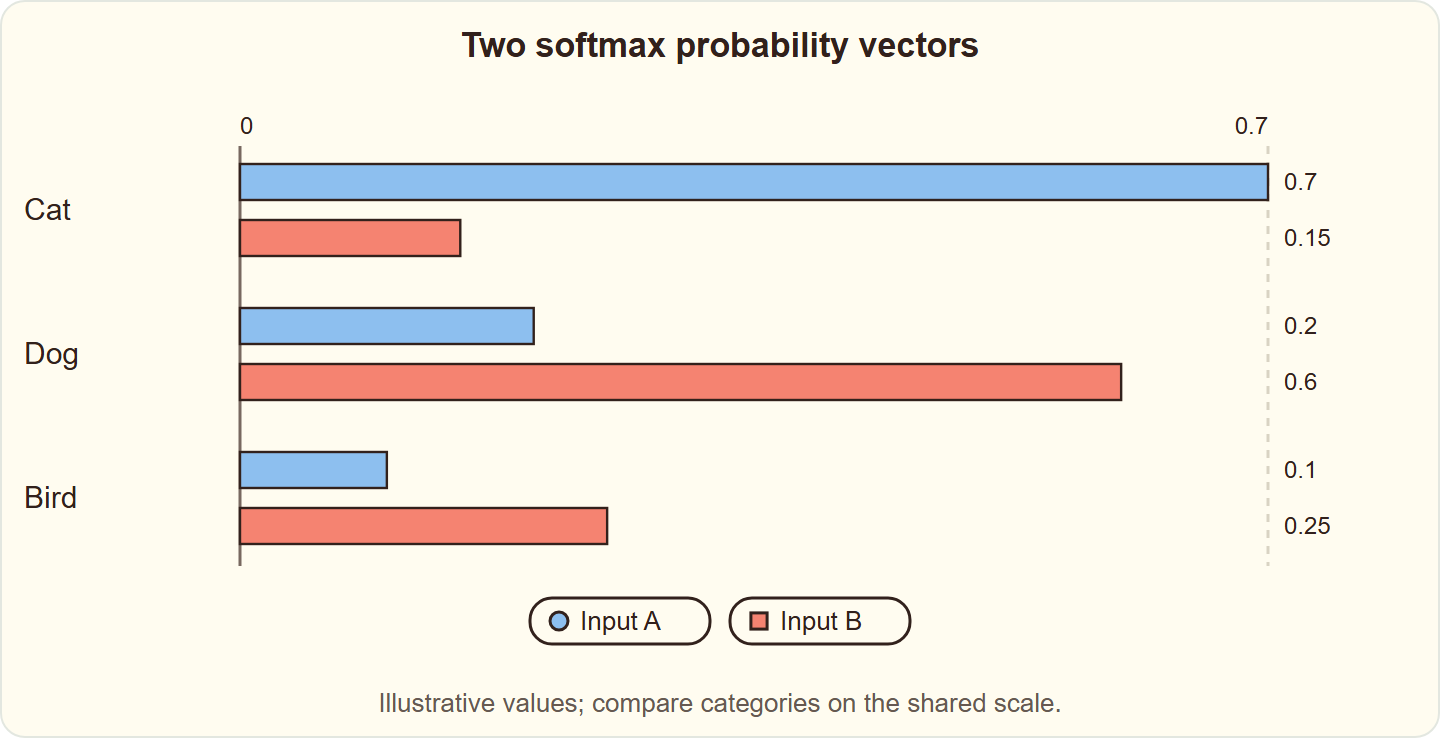 Two softmax probability vectors
0 0.7
Cat
0.7
0.15
Dog
0.2
0.6
Bird
0.1
0.25
Input A Input B
Illustrative values; compare categories on the shared scale.